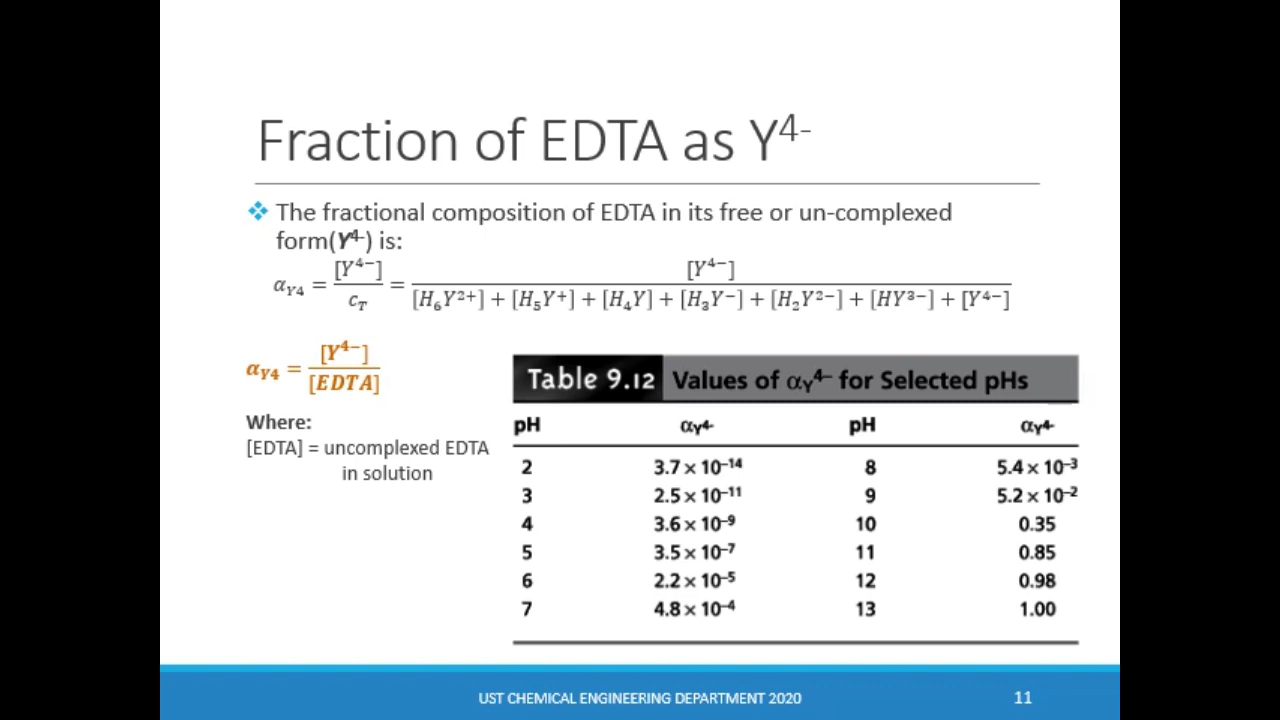 Fraction of EDTA as Y⁴⁻
❖ The fractional composition of EDTA in its free or un-complexed
form(Y⁴⁻) is:
α_Y4 = [Y⁴⁻]/c_T = [Y⁴⁻]/([H₆Y²⁺] + [H₅Y⁺] + [H₄Y] + [H₃Y⁻] + [H₂Y²⁻] + [HY³⁻] + [Y⁴⁻])
α_Y4 = [Y⁴⁻]/[EDTA]
Where:
[EDTA] = uncomplexed EDTA
in solution
Table 9.12 Values of α_Y⁴⁻ for Selected pHs
pH α_Y⁴⁻ pH α_Y⁴⁻
2 3.7 × 10⁻¹⁴ 8 5.4 × 10⁻³
3 2.5 × 10⁻¹¹ 9 5.2 × 10⁻²
4 3.6 × 10⁻⁹ 10 0.35
5 3.5 × 10⁻⁷ 11 0.85
6 2.2 × 10⁻⁵ 12 0.98
7 4.8 × 10⁻⁴ 13 1.00
UST CHEMICAL ENGINEERING DEPARTMENT 2020 11